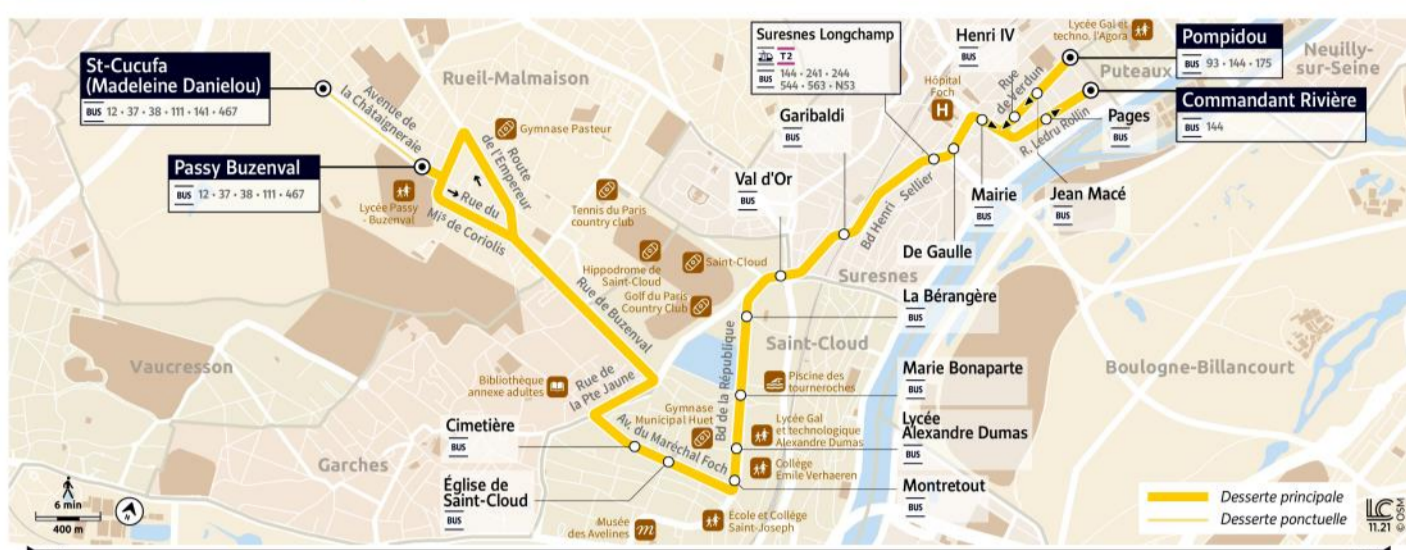 St-Cucufa
(Madeleine Danielou)
BUS 12 • 37 • 38 • 111 • 141 • 467
Passy Buzenval
BUS 12 • 37 • 38 • 111 • 467
Avenue de
la Châtaigneraie
Rueil-Malmaison
Gymnase Pasteur
Route
de l'Empereur
Lycée Passy
- Buzenval
Rue du
Mis de Coriolis
Tennis du Paris
country club
Hippodrome de
Saint-Cloud
Saint-Cloud
Golf du Paris
Country Club
Rue de Buzenval
Vaucresson
Garches
Bibliothèque
annexe adultes
Rue de
la Pte Jaune
Cimetière
BUS
Église de
Saint-Cloud
BUS
Gymnase
Municipal Huet
Av. du Maréchal Foch
Musée
des Avelines
m
Ecole et Collège
Saint-Joseph
Suresnes Longchamp
T2
BUS 144 • 241 • 244
544 • 563 • N53
Garibaldi
BUS
Val d'Or
BUS
Henri IV
BUS
Hôpital
Foch
H
Rue
de Verdun
Lycée Gal et
techno. l'Agora
Pompidou
BUS 93 • 144 • 175
Puteaux
Neuilly-
sur-Seine
Commandant Rivière
BUS 144
R. Ledru Rollin
Pages
BUS
Jean Macé
BUS
Mairie
BUS
De Gaulle
BUS
Bd Henri Sellier
Suresnes
La Bérangère
BUS
Saint-Cloud
Bd de la République
Marie Bonaparte
BUS
Piscine des
tourneroches
Lycée
Alexandre Dumas
BUS
Lycée Gal
et technologique
Alexandre Dumas
Collège
Emile Verhaeren
Montretout
BUS
Boulogne-Billancourt
6 min
400 m
N
Desserte principale
Desserte ponctuelle
LC
11.21
© OSM